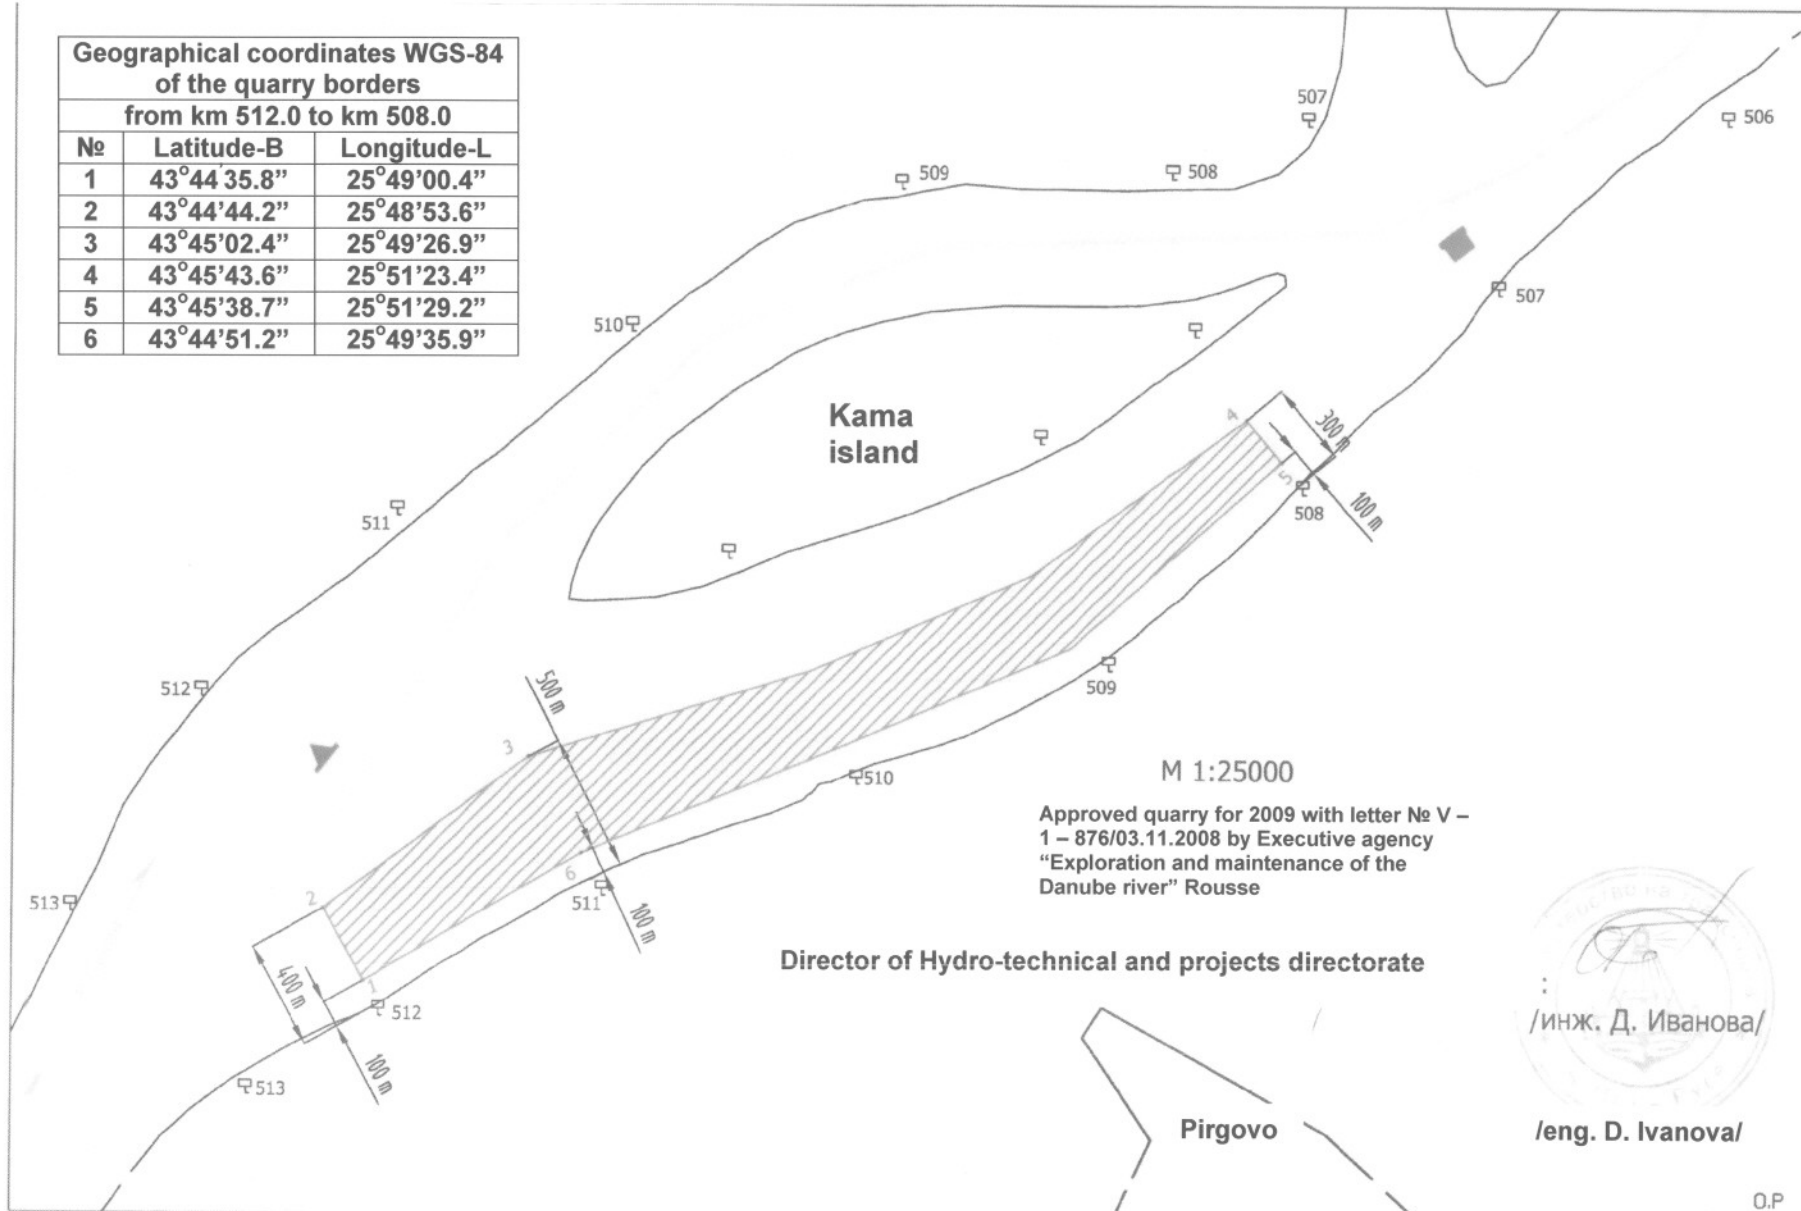 Geographical coordinates WGS-84
of the quarry borders
from km 512.0 to km 508.0
№ Latitude-B Longitude-L
1 43°44'35.8” 25°49’00.4”
2 43°44’44.2” 25°48’53.6”
3 43°45’02.4” 25°49’26.9”
4 43°45’43.6” 25°51’23.4”
5 43°45’38.7” 25°51’29.2”
6 43°44’51.2” 25°49’35.9”
507
506
509
508
507
510
Kama
island
4
300 m
5
508
100 m
511
512
500 m
509
3
M 1:25000
510
Approved quarry for 2009 with letter № V –
1 – 876/03.11.2008 by Executive agency
“Exploration and maintenance of the
Danube river” Rousse
6
511
100 m
2
513
Director of Hydro-technical and projects directorate
400 m
1
512
100 m
513
/инж. Д. Иванова/
Pirgovo
/eng. D. Ivanova/
O.P